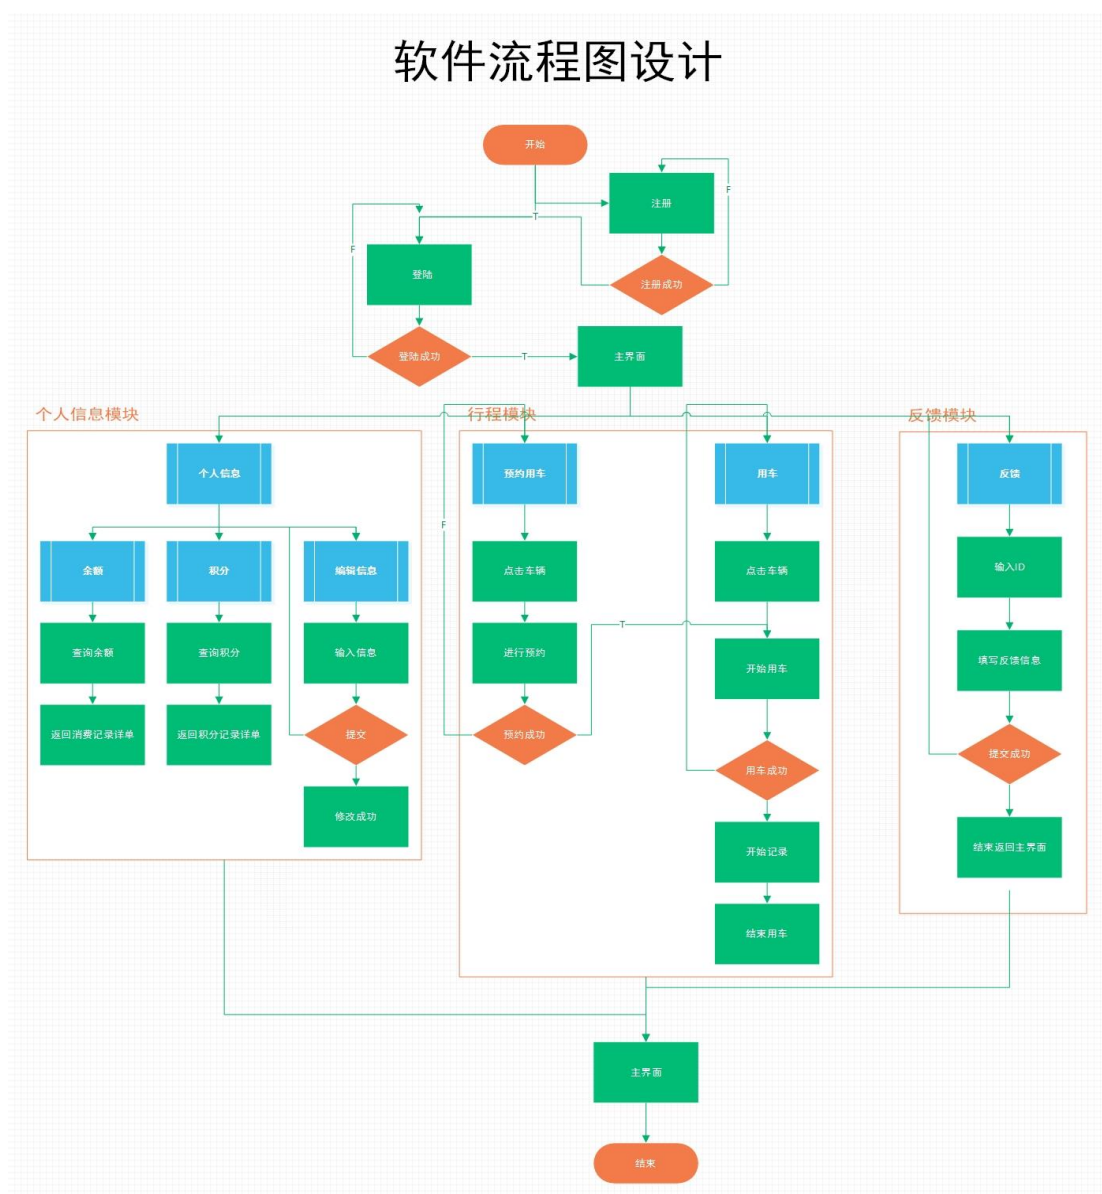 软件流程图设计
开始
注册
F
T
登陆
F
注册成功
登陆成功
T
主界面
个人信息模块
行程模块
反馈模块
个人信息
预约用车
用车
反馈
F
余额
积分
编辑信息
点击车辆
点击车辆
输入ID
T
查询余额
查询积分
输入信息
进行预约
开始用车
填写反馈信息
返回消费记录详单
返回积分记录详单
提交
预约成功
用车成功
提交成功
修改成功
开始记录
结束返回主界面
结束用车
主界面
结束